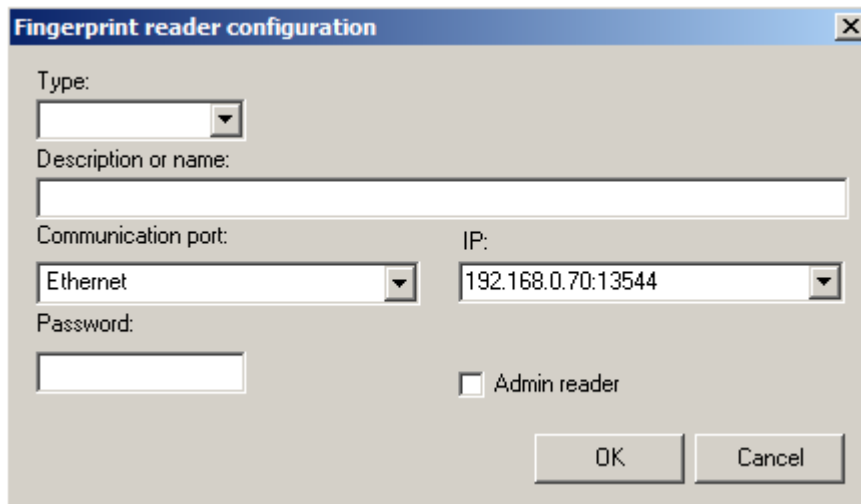 Fingerprint reader configuration
Type:
Description or name:
Communication port:
IP:
Ethernet
192.168.0.70:13544
Password:
Admin reader
OK
Cancel